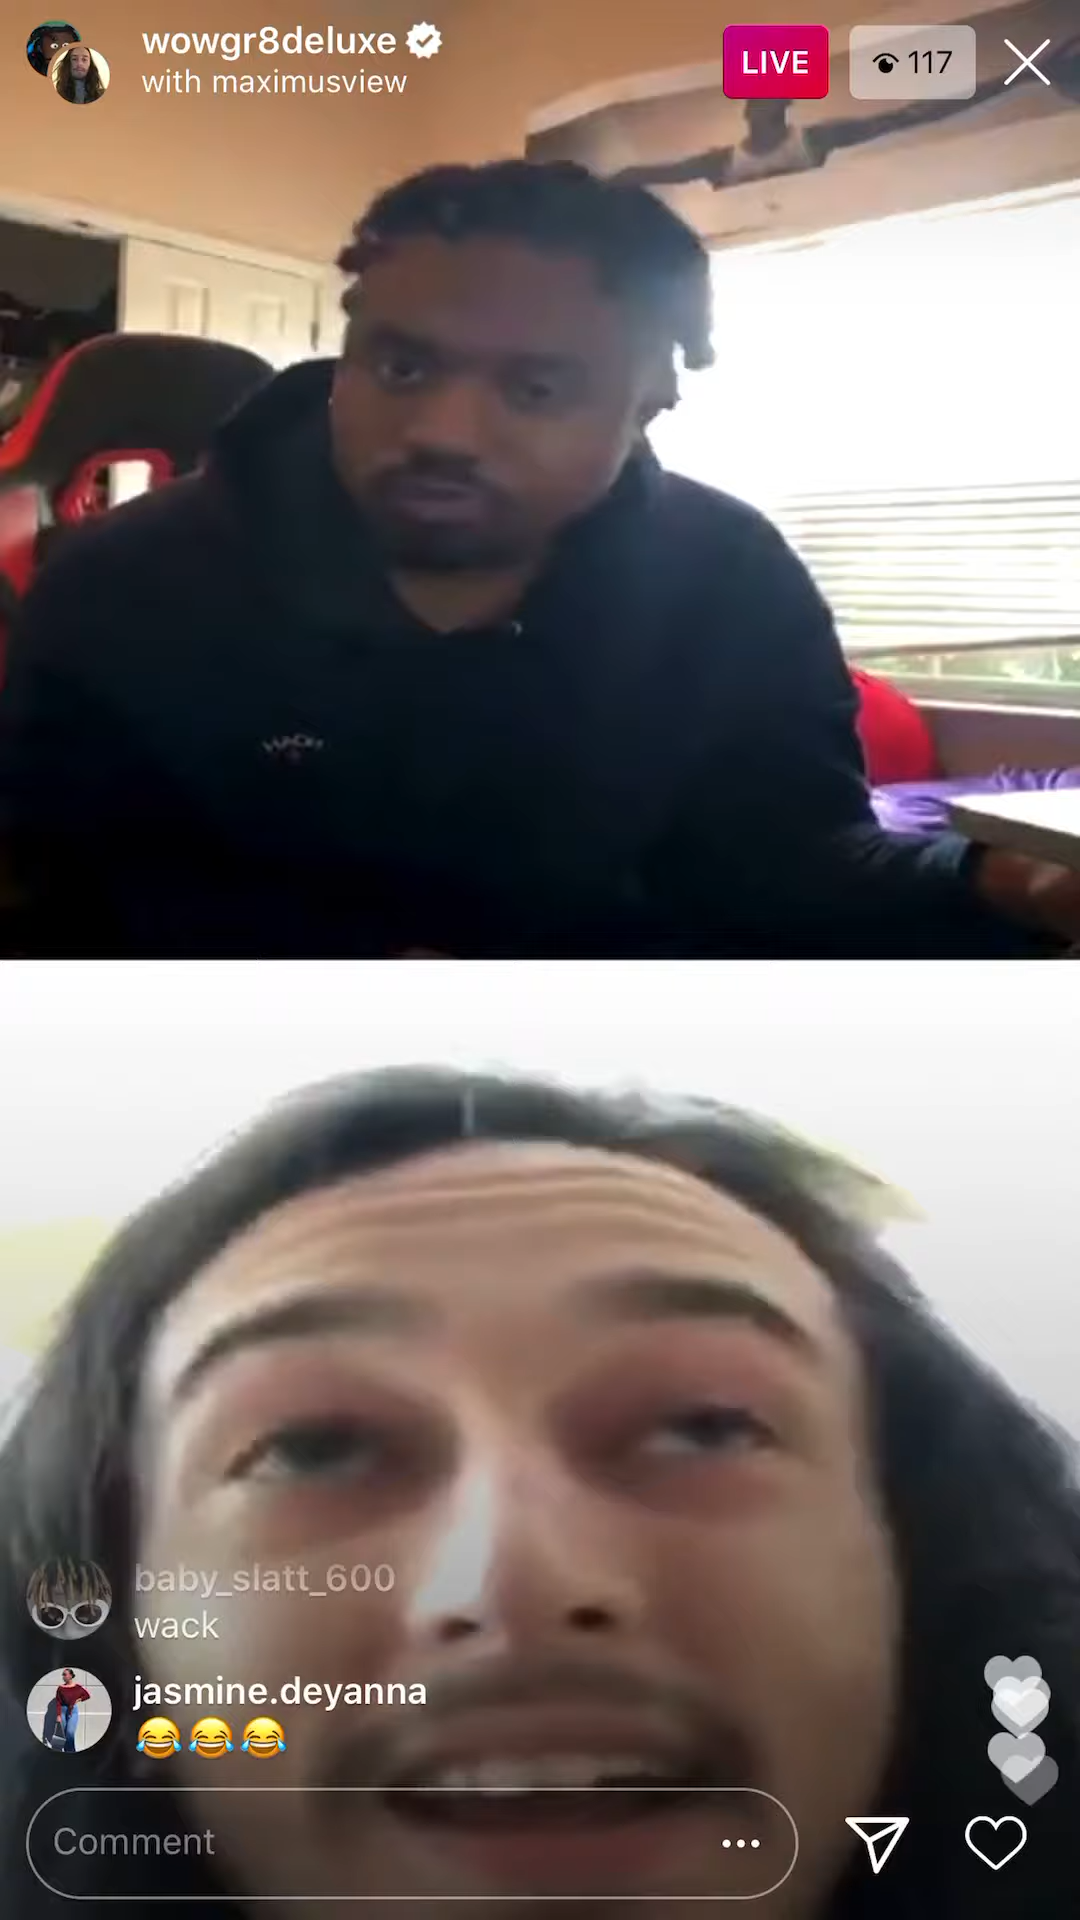 wowgr8deluxe
with maximusview
LIVE
117
baby_slatt_600
wack
jasmine.deyanna
😂😂😂
Comment